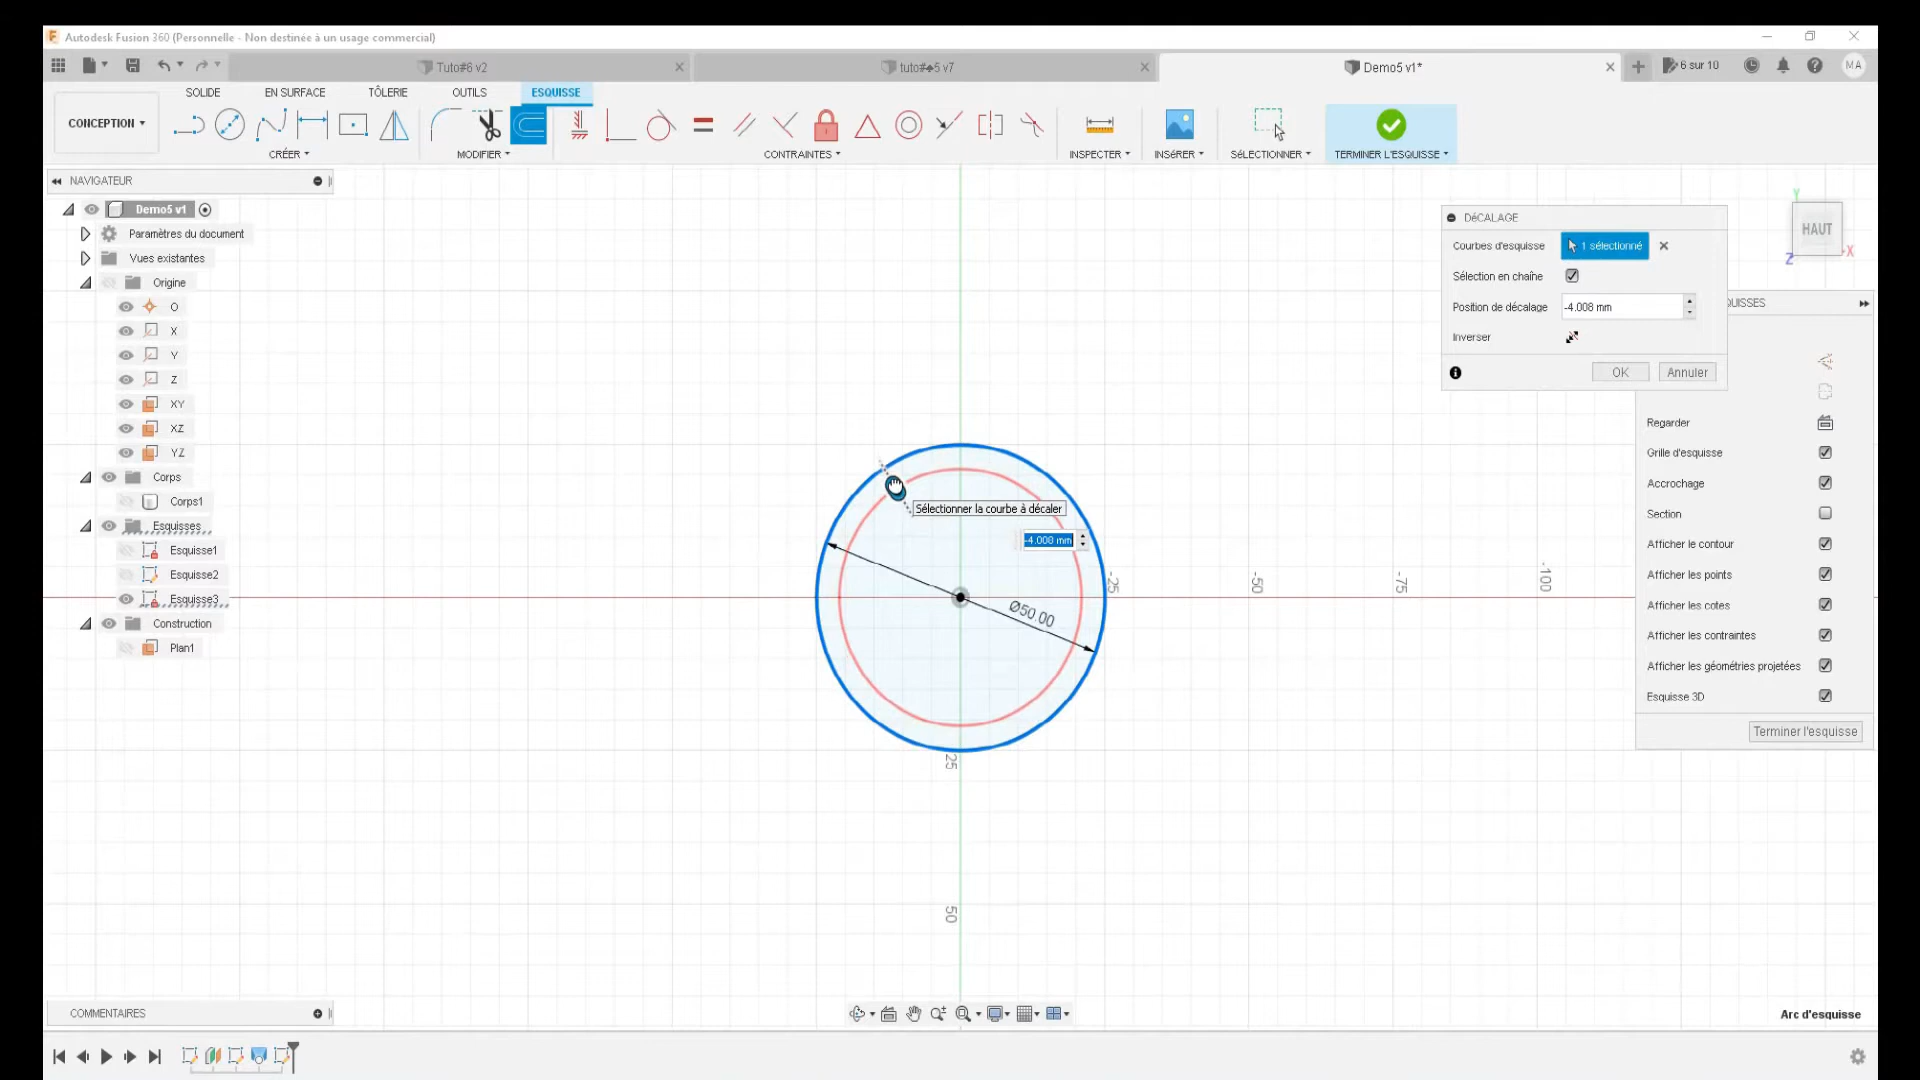 Autodesk Fusion 360 (Personnelle - Non destinée à un usage commercial)
Tuto#6 v2
tuto#♠5 v7
Demo5 v1*
6 sur 10
MA
SOLIDE
EN SURFACE
TÔLERIE
OUTILS
ESQUISSE
CONCEPTION
CRÉER
MODIFIER
CONTRAINTES
INSPECTER
INSéRER
SéLECTIONNER
TERMINER L'ESQUISSE
NAVIGATEUR
Demo5 v1
Paramètres du document
Vues existantes
Origine
O
X
Y
Z
XY
XZ
YZ
Corps
Corps1
Esquisses
Esquisse1
Esquisse2
Esquisse3
Construction
Plan1
Sélectionner la courbe à décaler
-4.008 mm
Ø50.00
-25
-50
-75
-100
25
50
DéCALAGE
Courbes d'esquisse
1 sélectionné
Sélection en chaîne
Position de décalage
-4.008 mm
Inverser
OK
Annuler
Y
HAUT
X
Z
UISSES
Regarder
Grille d'esquisse
Accrochage
Section
Afficher le contour
Afficher les points
Afficher les cotes
Afficher les contraintes
Afficher les géométries projetées
Esquisse 3D
Terminer l'esquisse
COMMENTAIRES
Arc d'esquisse